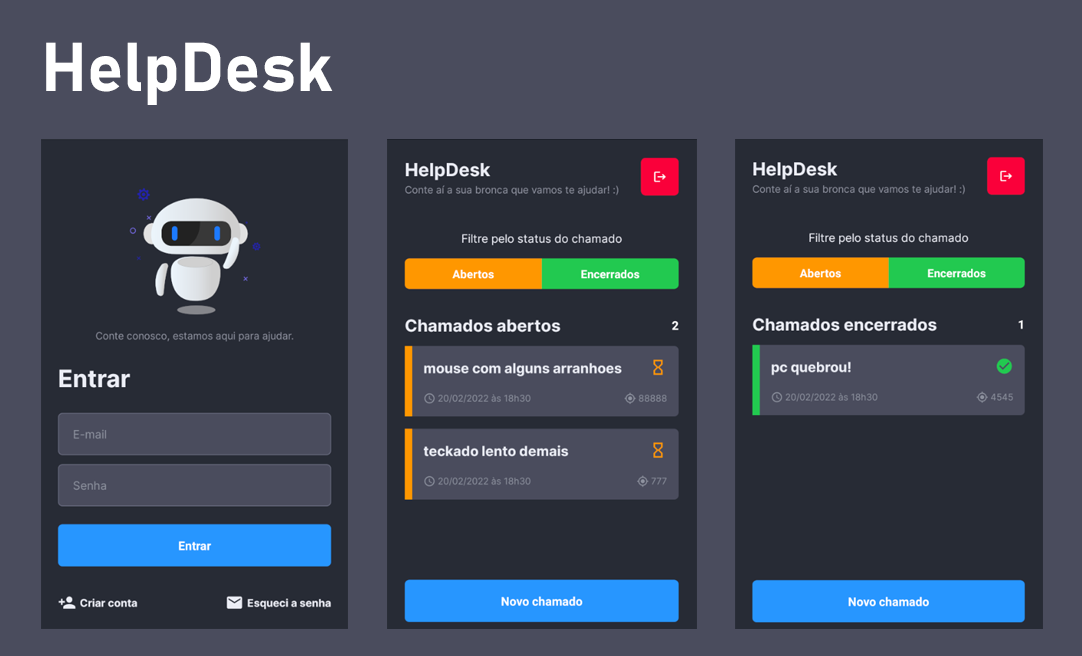 HelpDesk
Conte conosco, estamos aqui para ajudar.
Entrar
E-mail
Senha
Entrar
Criar conta
Esqueci a senha
HelpDesk
Conte aí a sua bronca que vamos te ajudar! :)
Filtre pelo status do chamado
Abertos
Encerrados
Chamados abertos
2
mouse com alguns arranhoes
20/02/2022 às 18h30
88888
teckado lento demais
20/02/2022 às 18h30
777
Novo chamado
HelpDesk
Conte aí a sua bronca que vamos te ajudar! :)
Filtre pelo status do chamado
Abertos
Encerrados
Chamados encerrados
1
pc quebrou!
20/02/2022 às 18h30
4545
Novo chamado